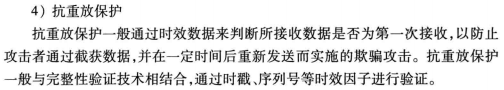 4) 抗重放保护
抗重放保护一般通过时效数据来判断所接收数据是否为第一次接收,以防止
攻击者通过截获数据,并在一定时间后重新发送而实施的欺骗攻击。抗重放保护
一般与完整性验证技术相结合,通过时戳、序列号等时效因子进行验证。